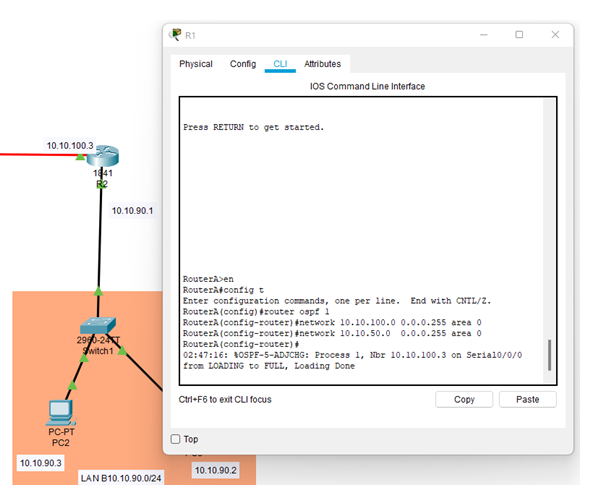 R1
Physical Config CLI Attributes
IOS Command Line Interface
Press RETURN to get started.
RouterA>en
RouterA#config t
Enter configuration commands, one per line.  End with CNTL/Z.
RouterA(config)#router ospf 1
RouterA(config-router)#network 10.10.100.0 0.0.0.255 area 0
RouterA(config-router)#network 10.10.50.0  0.0.0.255 area 0
RouterA(config-router)#
02:47:16: %OSPF-5-ADJCHG: Process 1, Nbr 10.10.100.3 on Serial0/0/0
from LOADING to FULL, Loading Done
Ctrl+F6 to exit CLI focus
Copy
Paste
Top
10.10.100.3
1841
R2
10.10.90.1
2960-24TT
Switch1
PC-PT
PC2
10.10.90.3
10.10.90.2
LAN B10.10.90.0/24